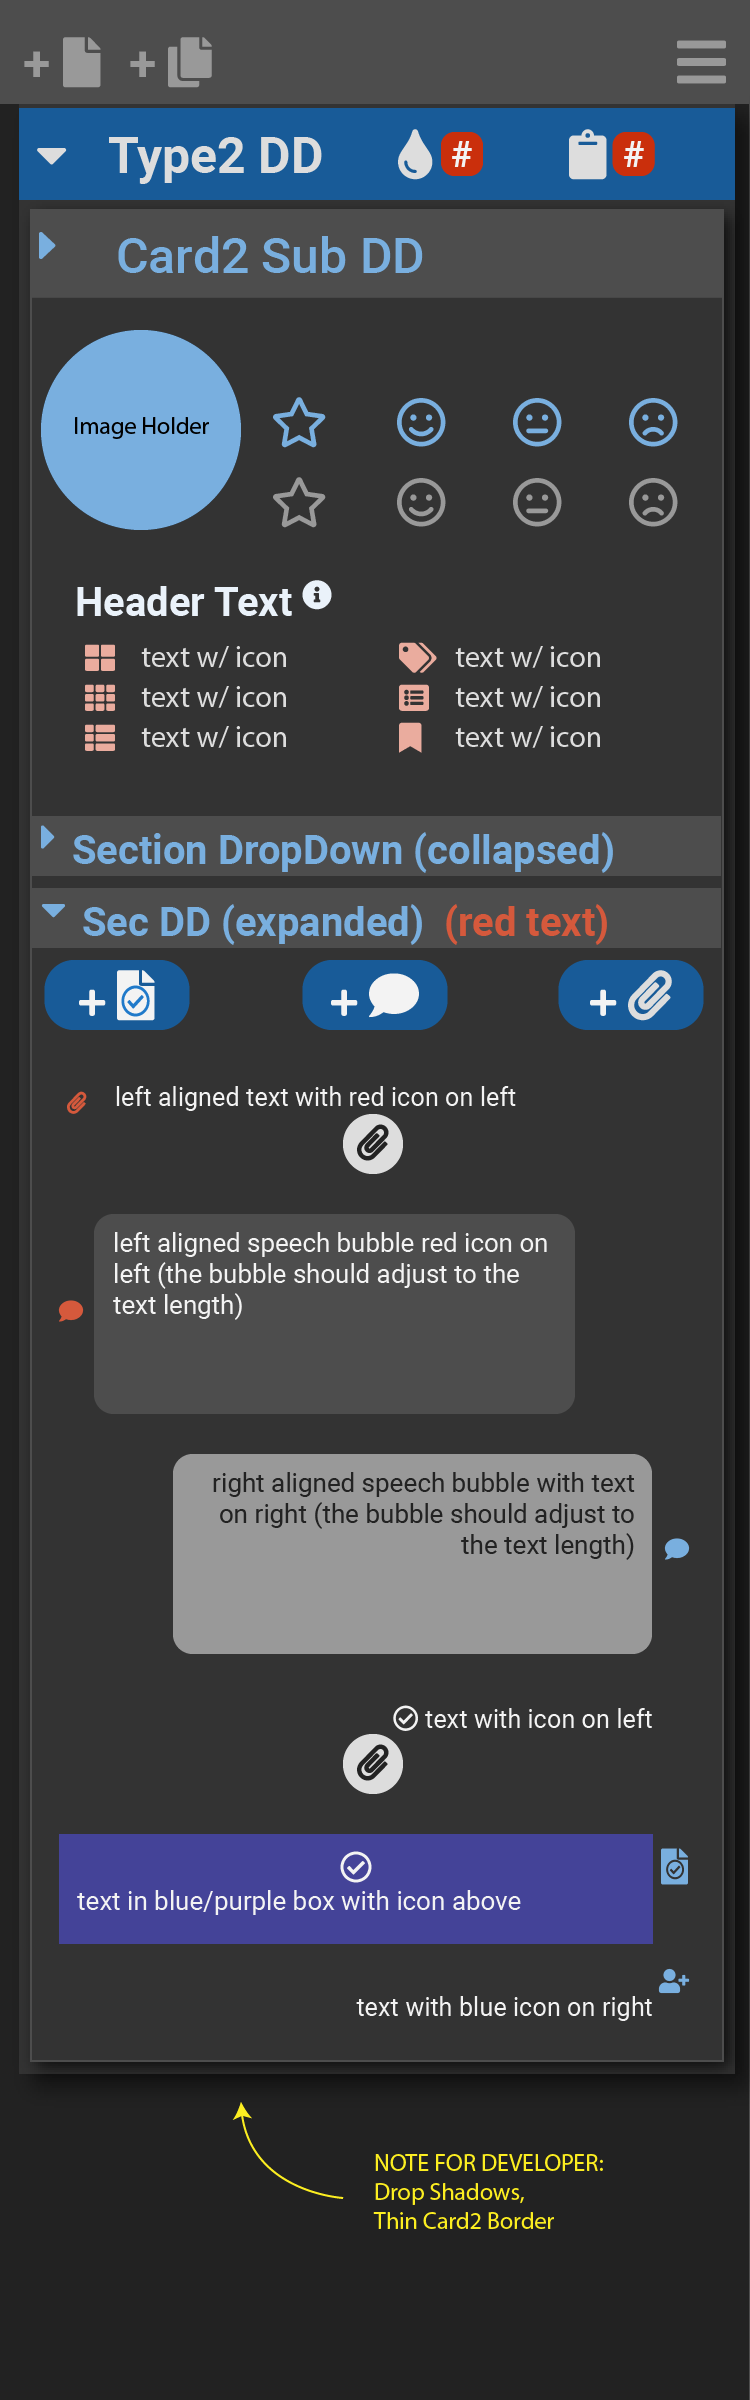 Type2 DD # #
Card2 Sub DD
Image Holder
Header Text
text w/ icon text w/ icon
text w/ icon text w/ icon
text w/ icon text w/ icon
Section DropDown (collapsed)
Sec DD (expanded) (red text)
left aligned text with red icon on left
left aligned speech bubble red icon on
left (the bubble should adjust to the
text length)
right aligned speech bubble with text
on right (the bubble should adjust to
the text length)
text with icon on left
text in blue/purple box with icon above
text with blue icon on right
NOTE FOR DEVELOPER:
Drop Shadows,
Thin Card2 Border